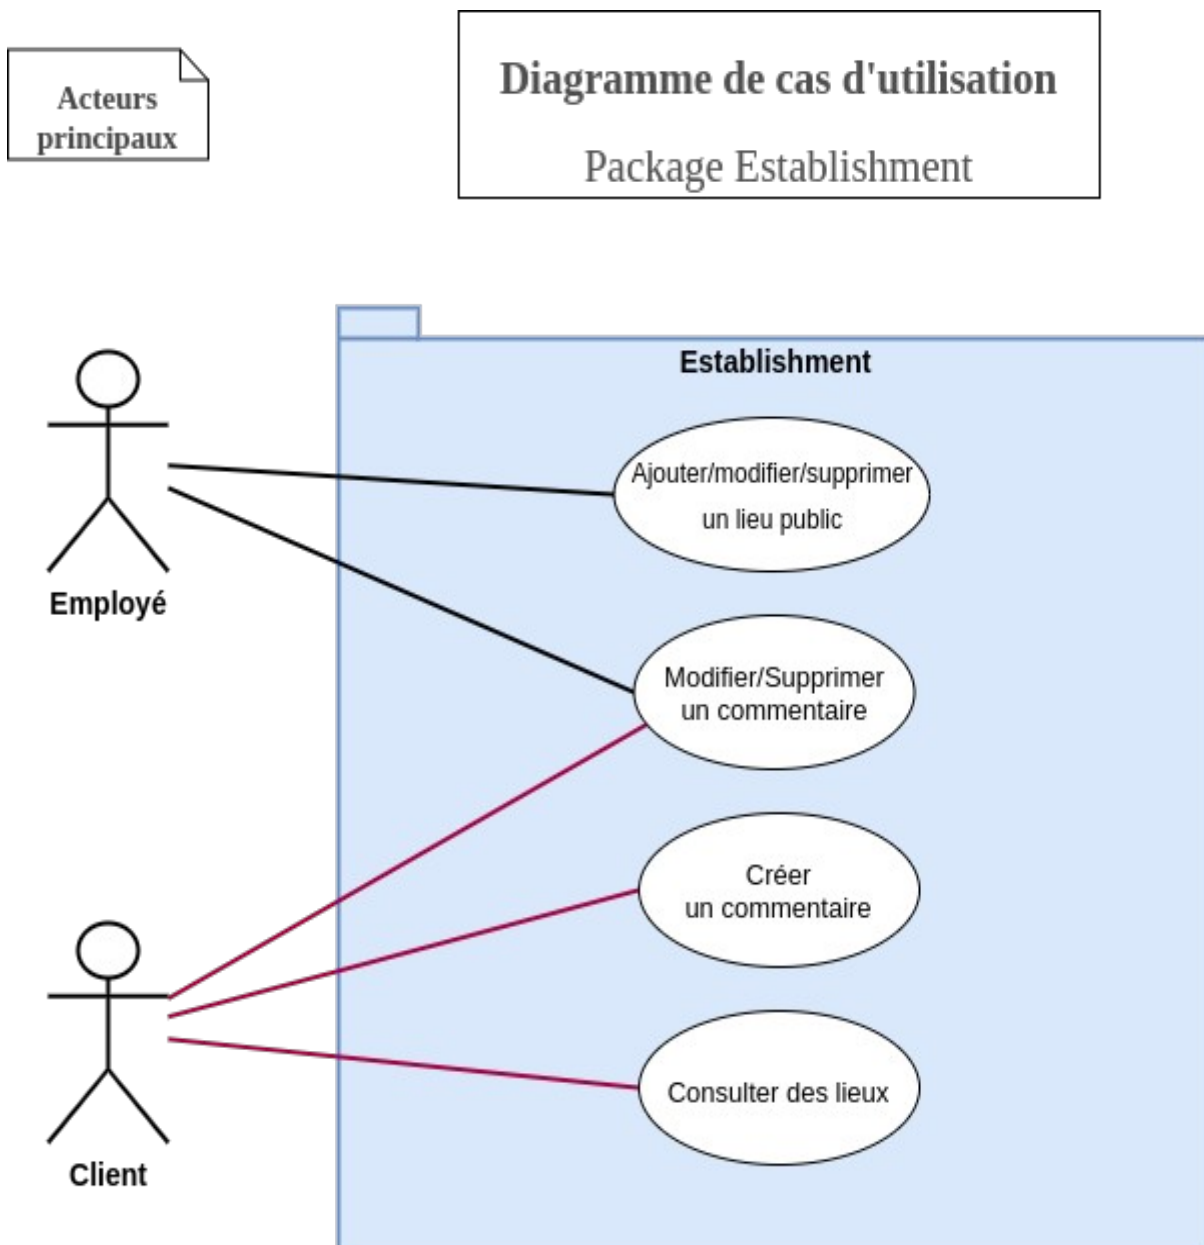 Acteurs
principaux
Diagramme de cas d'utilisation
Package Establishment
Establishment
Ajouter/modifier/supprimer
un lieu public
Employé
Modifier/Supprimer
un commentaire
Créer
un commentaire
Consulter des lieux
Client